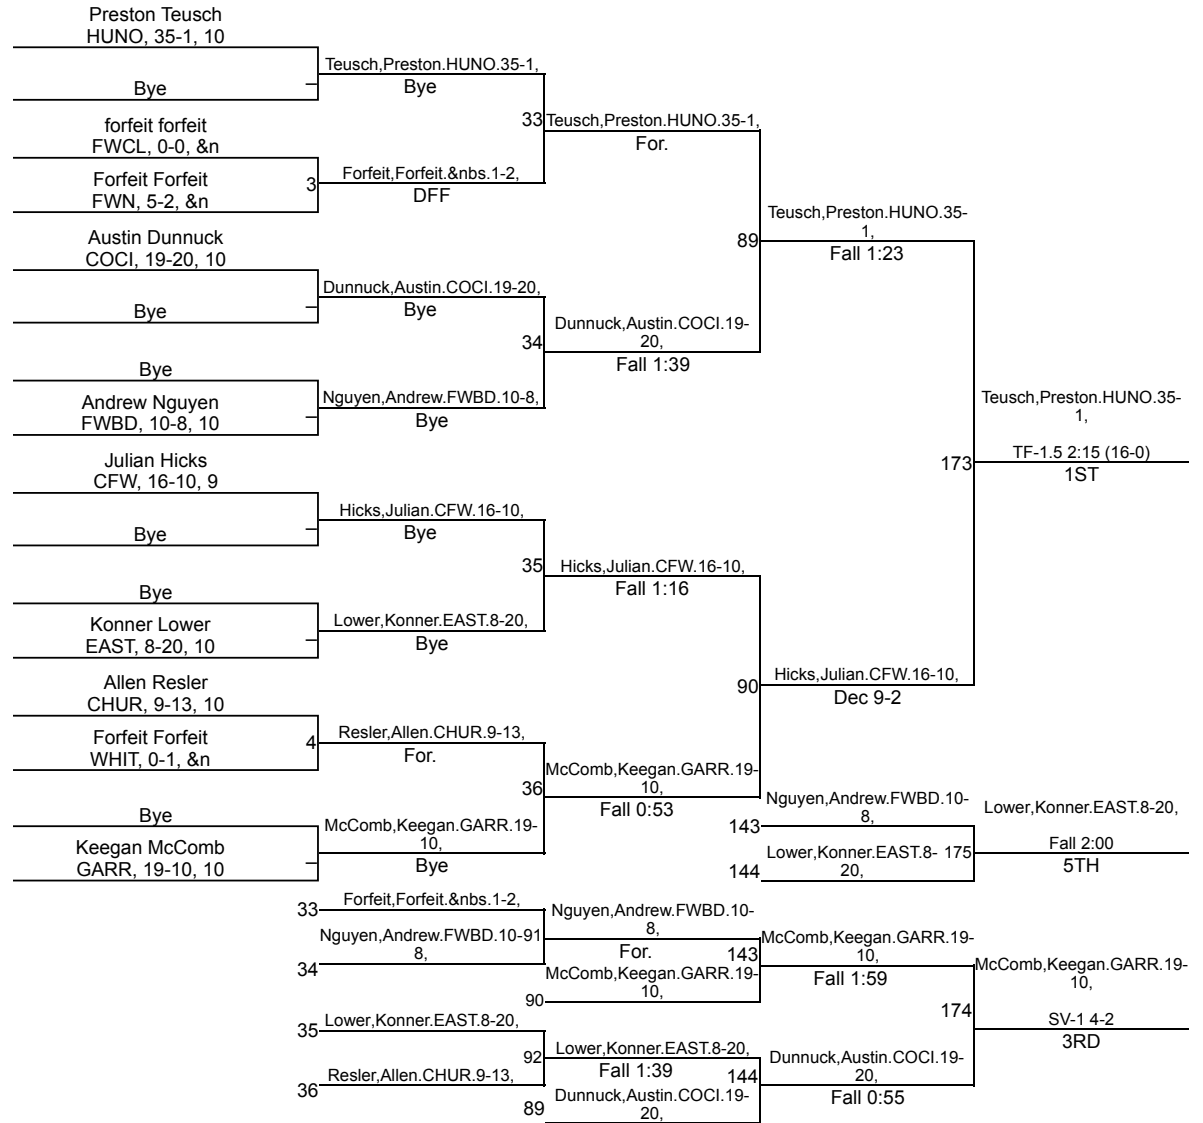 Preston Teusch
HUNO, 35-1, 10
Bye
Teusch,Preston.HUNO.35-1,
Bye
forfeit forfeit
FWCL, 0-0, &n
Forfeit Forfeit
FWN, 5-2, &n
3
Forfeit,Forfeit.&nbs.1-2,
DFF
33
Teusch,Preston.HUNO.35-1,
For.
Austin Dunnuck
COCI, 19-20, 10
Bye
Dunnuck,Austin.COCI.19-20,
Bye
Bye
Andrew Nguyen
FWBD, 10-8, 10
Nguyen,Andrew.FWBD.10-8,
Bye
34
Dunnuck,Austin.COCI.19-
20,
Fall 1:39
89
Teusch,Preston.HUNO.35-
1,
Fall 1:23
Julian Hicks
CFW, 16-10, 9
Bye
Hicks,Julian.CFW.16-10,
Bye
Bye
Konner Lower
EAST, 8-20, 10
Lower,Konner.EAST.8-20,
Bye
35
Hicks,Julian.CFW.16-10,
Fall 1:16
Allen Resler
CHUR, 9-13, 10
Forfeit Forfeit
WHIT, 0-1, &n
4
Resler,Allen.CHUR.9-13,
For.
Bye
Keegan McComb
GARR, 19-10, 10
McComb,Keegan.GARR.19-
10,
Bye
36
McComb,Keegan.GARR.19-
10,
Fall 0:53
90
Hicks,Julian.CFW.16-10,
Dec 9-2
173
Teusch,Preston.HUNO.35-
1,
TF-1.5 2:15 (16-0)
1ST
143
Nguyen,Andrew.FWBD.10-
8,
144
Lower,Konner.EAST.8-
20,
175
Lower,Konner.EAST.8-20,
Fall 2:00
5TH
33
Forfeit,Forfeit.&nbs.1-2,
34
Nguyen,Andrew.FWBD.10-
8,
91
Nguyen,Andrew.FWBD.10-
8,
For.
90
McComb,Keegan.GARR.19-
10,
143
McComb,Keegan.GARR.19-
10,
Fall 1:59
35
Lower,Konner.EAST.8-20,
36
Resler,Allen.CHUR.9-13,
92
Lower,Konner.EAST.8-20,
Fall 1:39
89
Dunnuck,Austin.COCI.19-
20,
144
Dunnuck,Austin.COCI.19-
20,
Fall 0:55
174
McComb,Keegan.GARR.19-
10,
SV-1 4-2
3RD